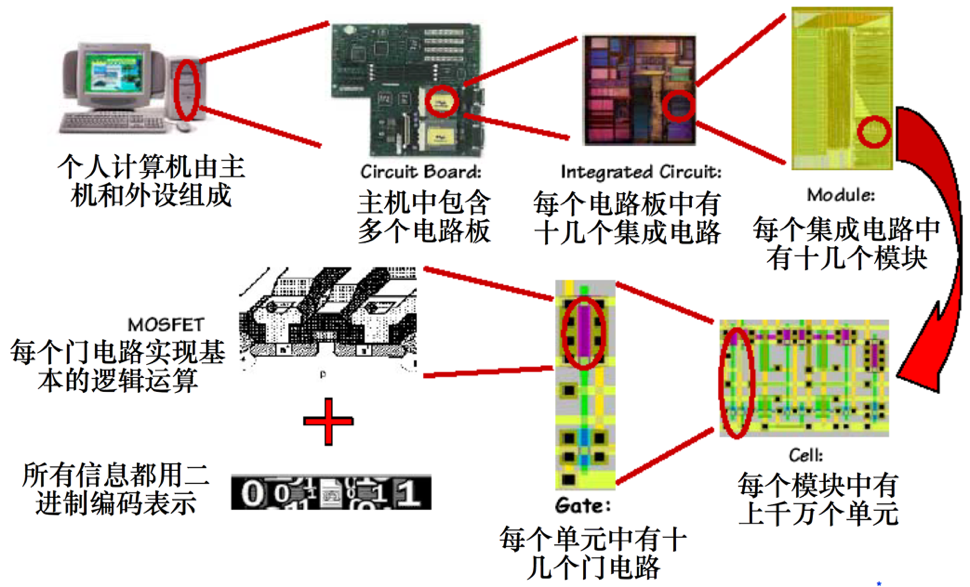 个人计算机由主
机和外设组成
Circuit Board:
主机中包含
多个电路板
Integrated Circuit:
每个电路板中有
十几个集成电路
Module:
每个集成电路中
有十几个模块
MOSFET
每个门电路实现基
本的逻辑运算
所有信息都用二
进制编码表示
Gate:
每个单元中有十
几个门电路
Cell:
每个模块中有
上千万个单元